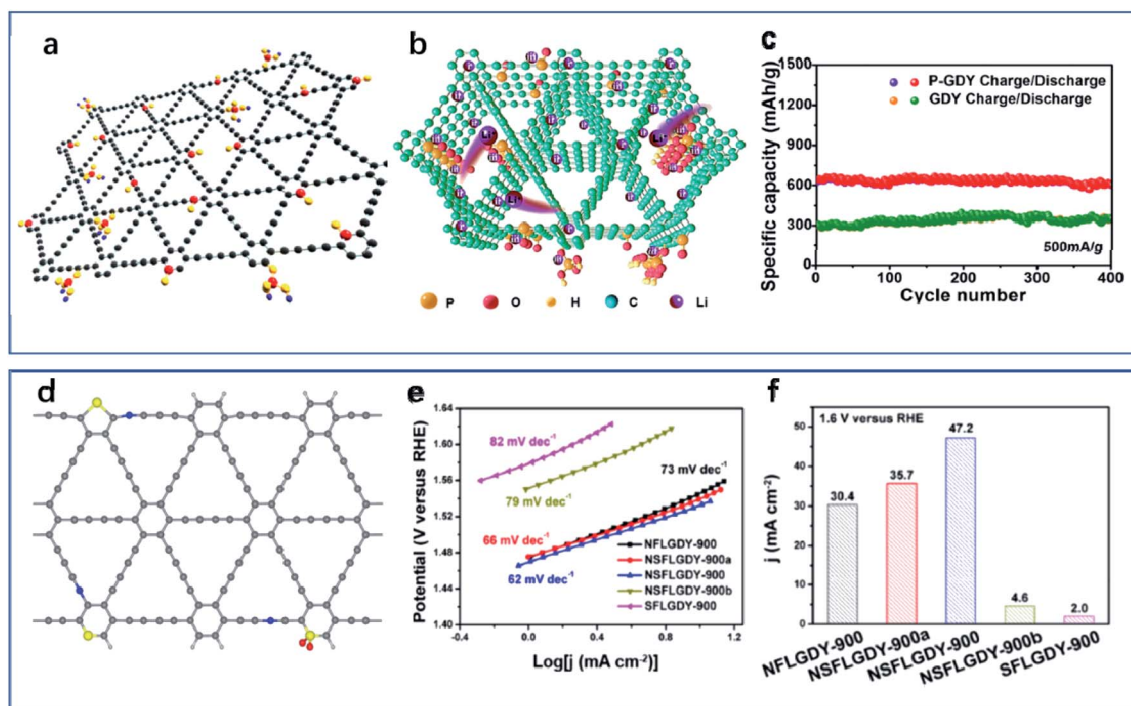 a
b
Li
Li
Li
P O H C Li
c
Specific capacity (mAh/g)
1500
1200
900
600
300
0
P-GDY Charge/Discharge
GDY Charge/Discharge
500mA/g
0 100 200 300 400
Cycle number
d
e
Potential (V versus RHE)
1.64
1.60
1.56
1.52
1.48
1.44
1.40
82 mV dec⁻¹
73 mV dec⁻¹
79 mV dec⁻¹
66 mV dec⁻¹
62 mV dec⁻¹
NFLGDY-900
NSFLGDY-900a
NSFLGDY-900
NSFLGDY-900b
SFLGDY-900
-0.4 0.0 0.4 0.8 1.2
Log[j (mA cm⁻²)]
f
j (mA cm⁻²)
50
40
30
20
10
0
1.6 V versus RHE
30.4
35.7
47.2
4.6
2.0
NFLGDY-900
NSFLGDY-900a
NSFLGDY-900
NSFLGDY-900b
SFLGDY-900